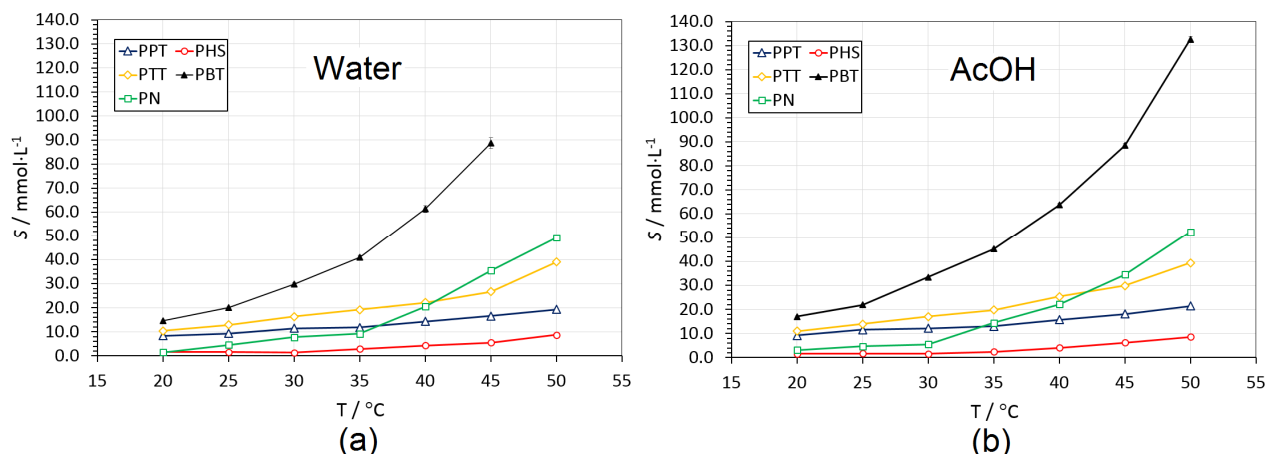 Water
PPT PHS
PTT PBT
PN
S / mmol·L⁻¹
140.0
130.0
120.0
110.0
100.0
90.0
80.0
70.0
60.0
50.0
40.0
30.0
20.0
10.0
0.0
15 20 25 30 35 40 45 50 55
T / °C
(a)
AcOH
PPT PHS
PTT PBT
PN
S / mmol·L⁻¹
140.0
130.0
120.0
110.0
100.0
90.0
80.0
70.0
60.0
50.0
40.0
30.0
20.0
10.0
0.0
15 20 25 30 35 40 45 50 55
T / °C
(b)